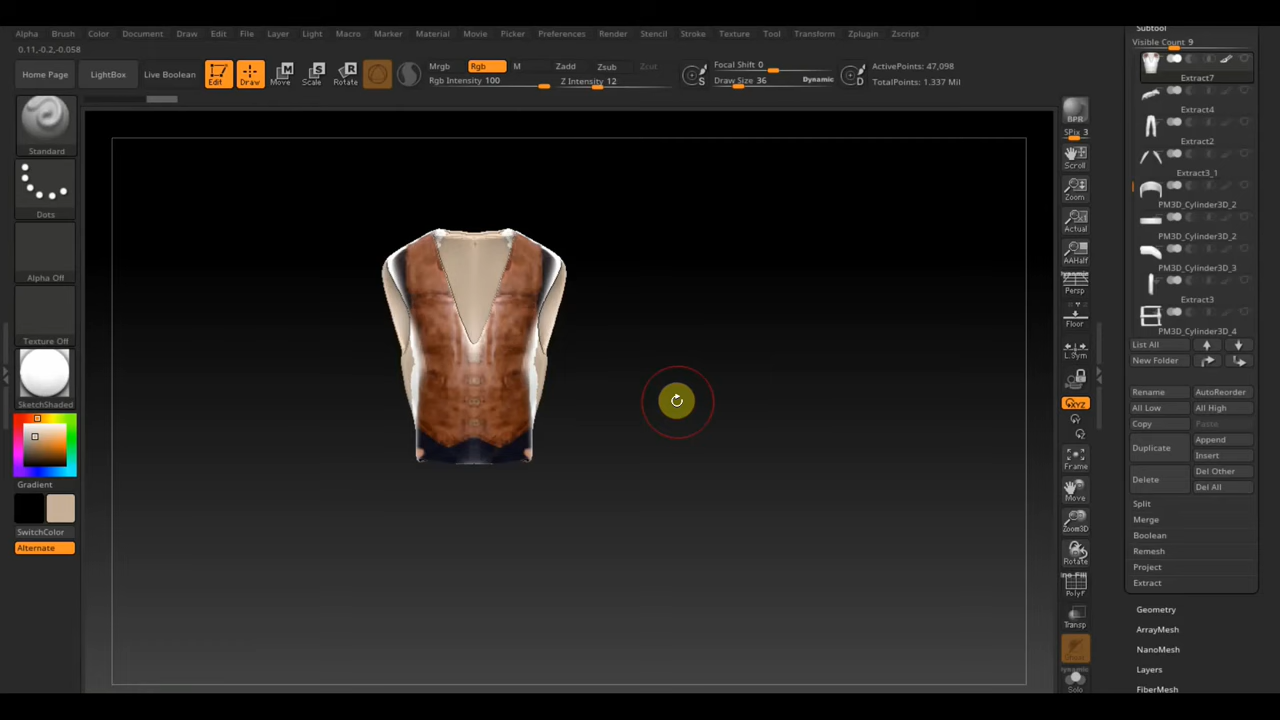 Alpha Brush Color Document Draw Edit File Layer Light Macro Marker Material Movie Picker Preferences Render Stencil Stroke Texture Tool Transform Zplugin Zscript
0.11,-0.2,-0.058
Home Page LightBox Live Boolean Edit Draw Move Scale Rotate
Mrgb Rgb M
Rgb Intensity 100
Zadd Zsub Zcut
Z Intensity 12
S
Focal Shift 0
Draw Size 36 Dynamic
D
ActivePoints: 47,098
TotalPoints: 1.337 Mil
Standard
Dots
Alpha Off
Texture Off
SketchShaded
Gradient
SwitchColor
Alternate
BPR
SPix 3
Scroll
Zoom
Actual
AAHalf
Dynamic
Persp
Floor
L.Sym
XYZ
Frame
Move
Zoom3D
Rotate
Line Fill
PolyF
Transp
Dynamic
Solo
Subtool
Visible Count 9
Extract7
Extract4
Extract2
Extract3_1
PM3D_Cylinder3D_2
PM3D_Cylinder3D_2
PM3D_Cylinder3D_3
Extract3
PM3D_Cylinder3D_4
List All
New Folder
Rename AutoReorder
All Low All High
Copy Paste
Duplicate Append
Insert
Delete Del Other
Del All
Split
Merge
Boolean
Remesh
Project
Extract
Geometry
ArrayMesh
NanoMesh
Layers
FiberMesh